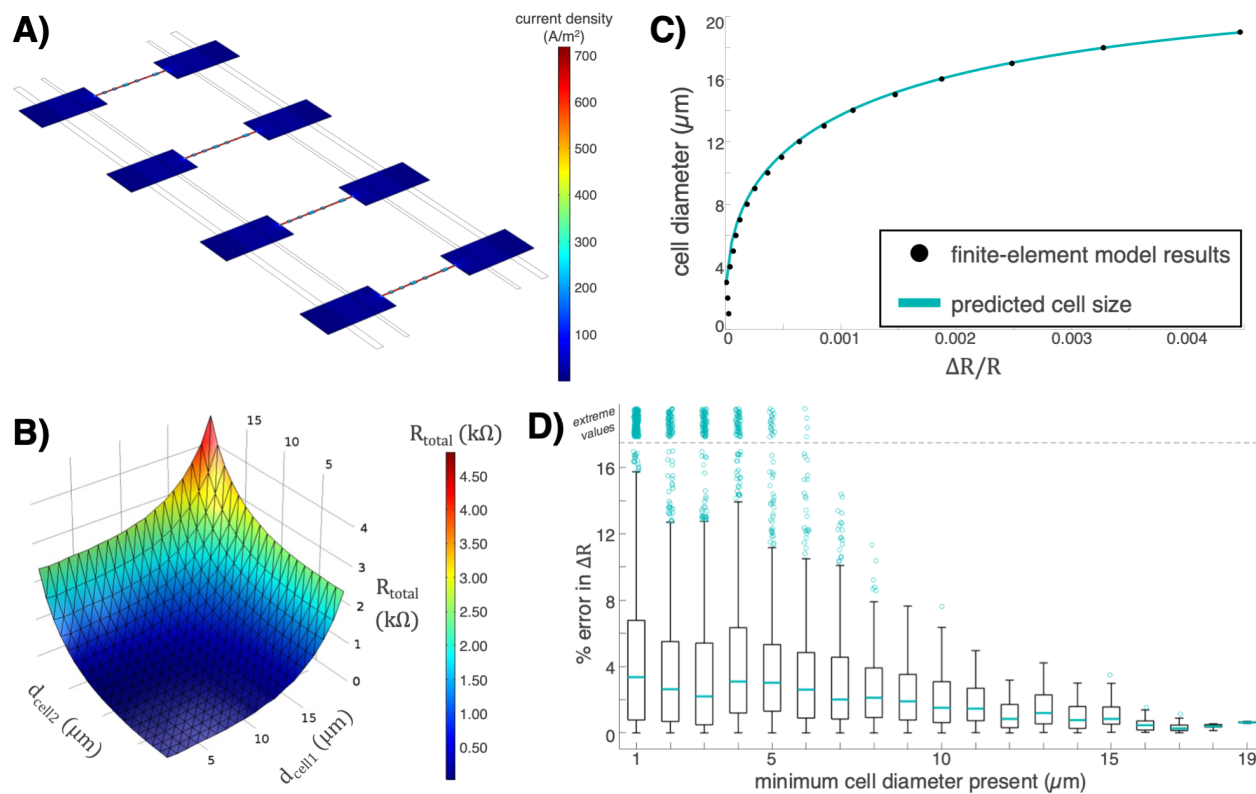 A)
current density
(A/m²)
700
600
500
400
300
200
100
B)
15
10
5
4
3
2
1
0
R_total
(kΩ)
d_cell2 (μm)
5
10
15
d_cell1 (μm)
R_total (kΩ)
4.50
4.00
3.50
3.00
2.50
2.00
1.50
1.00
0.50
C)
20
16
12
8
4
0
cell diameter (μm)
0
0.001
0.002
0.003
0.004
ΔR/R
finite-element model results
predicted cell size
D)
extreme
values
16
12
8
4
0
% error in ΔR
1
5
10
15
19
minimum cell diameter present (μm)